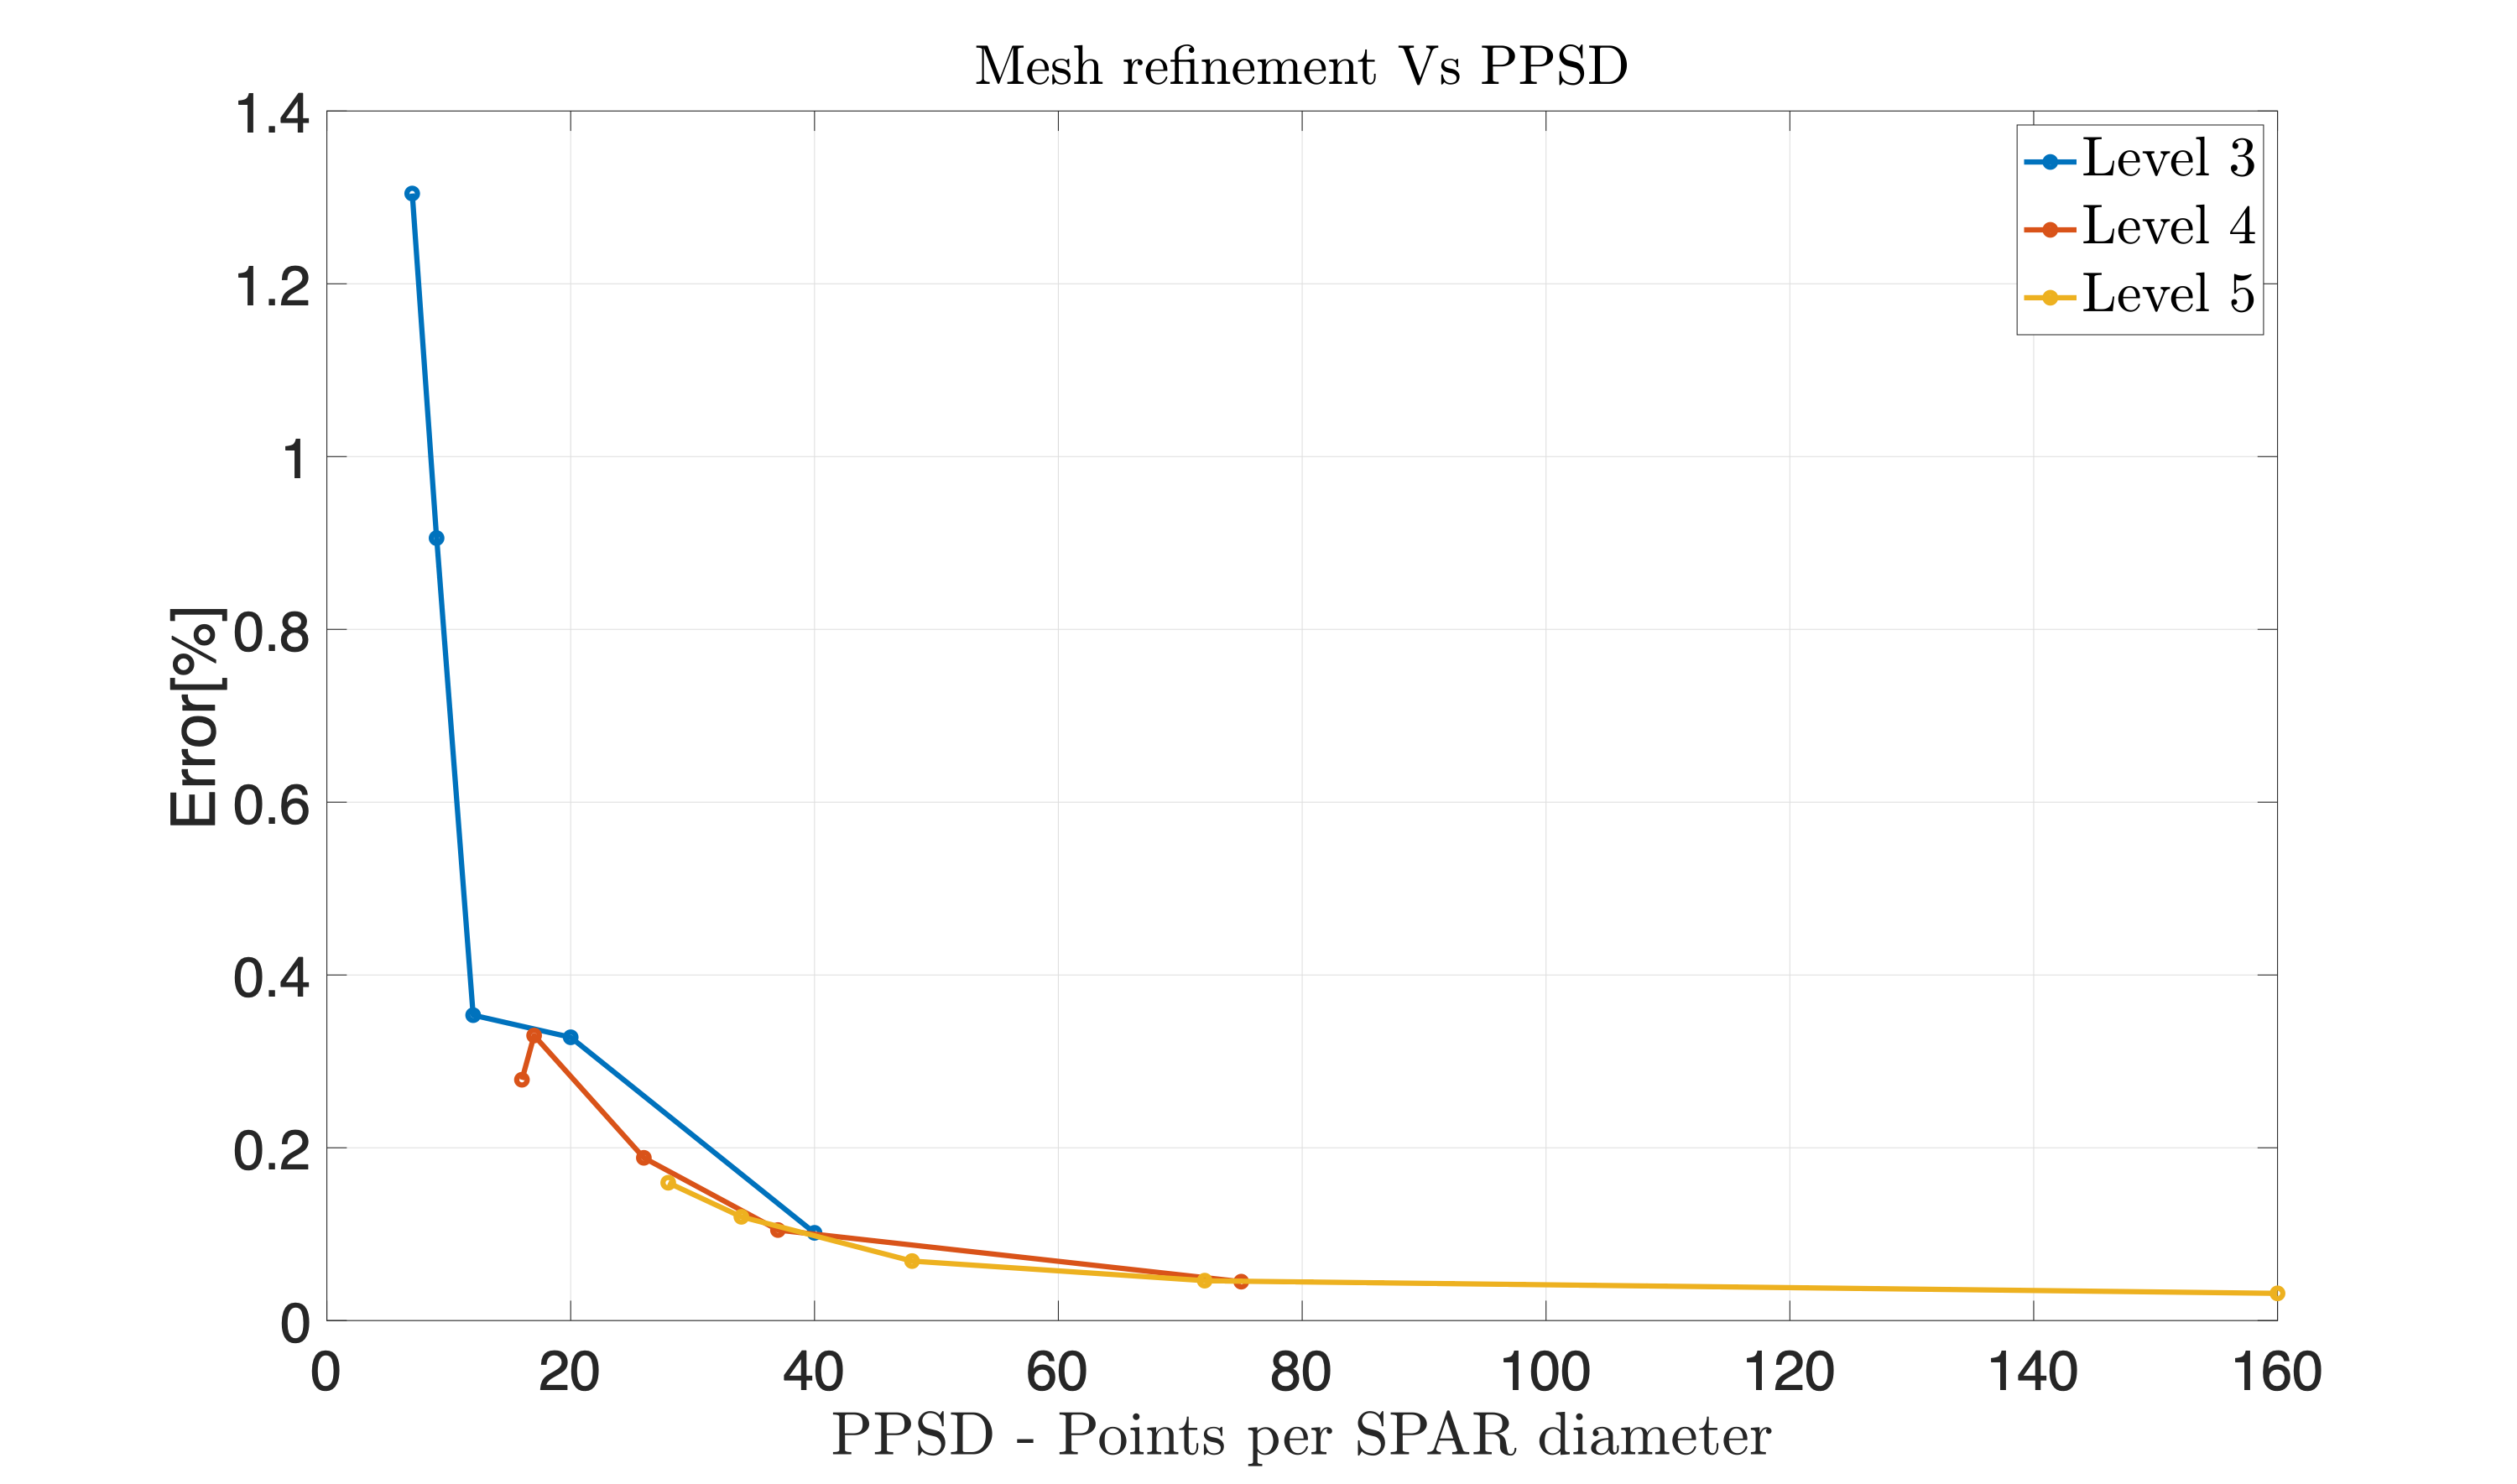 Mesh refinement Vs PPSD
1.4
1.2
1
0.8
0.6
0.4
0.2
0
Error[%]
Level 3
Level 4
Level 5
0 20 40 60 80 100 120 140 160
PPSD - Points per SPAR diameter